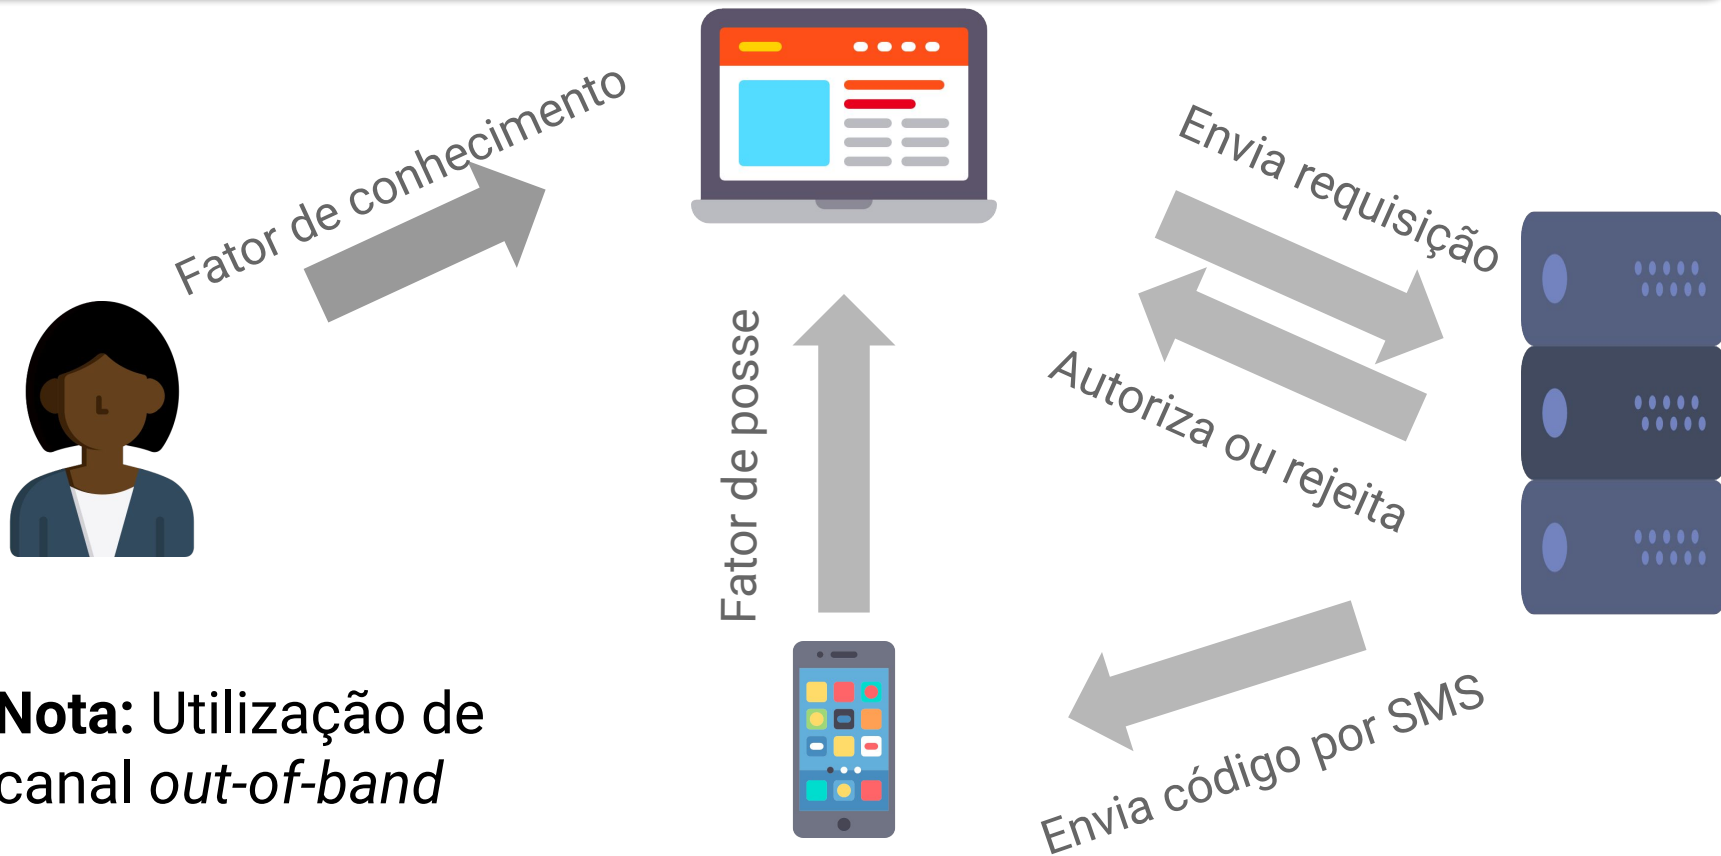 Fator de conhecimento
Envia requisição
Autoriza ou rejeita
Fator de posse
Envia código por SMS
Nota: Utilização de
canal out-of-band